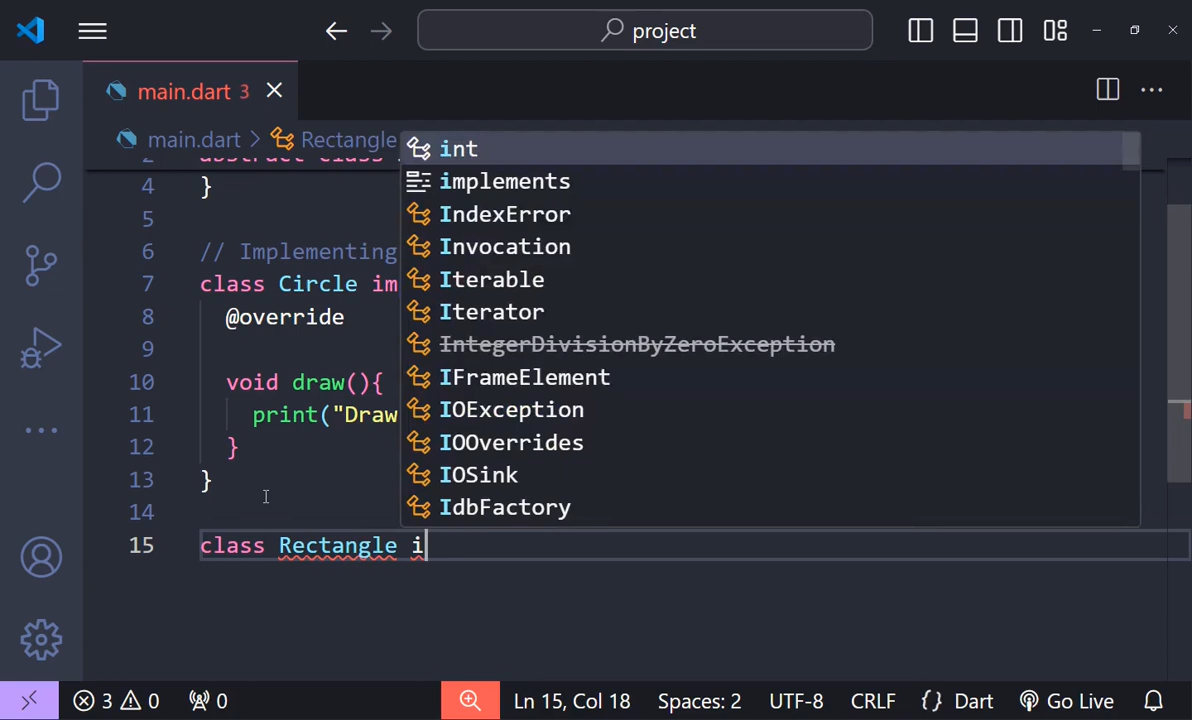 project
main.dart 3
main.dart > Rectangle
4 }
5
6 // Implementing
7 class Circle im
8 @override
9
10 void draw(){
11 print("Draw
12 }
13 }
14
15 class Rectangle i
int
implements
IndexError
Invocation
Iterable
Iterator
IntegerDivisionByZeroException
IFrameElement
IOException
IOOverrides
IOSink
IdbFactory
3 0 0 Ln 15, Col 18 Spaces: 2 UTF-8 CRLF {} Dart Go Live